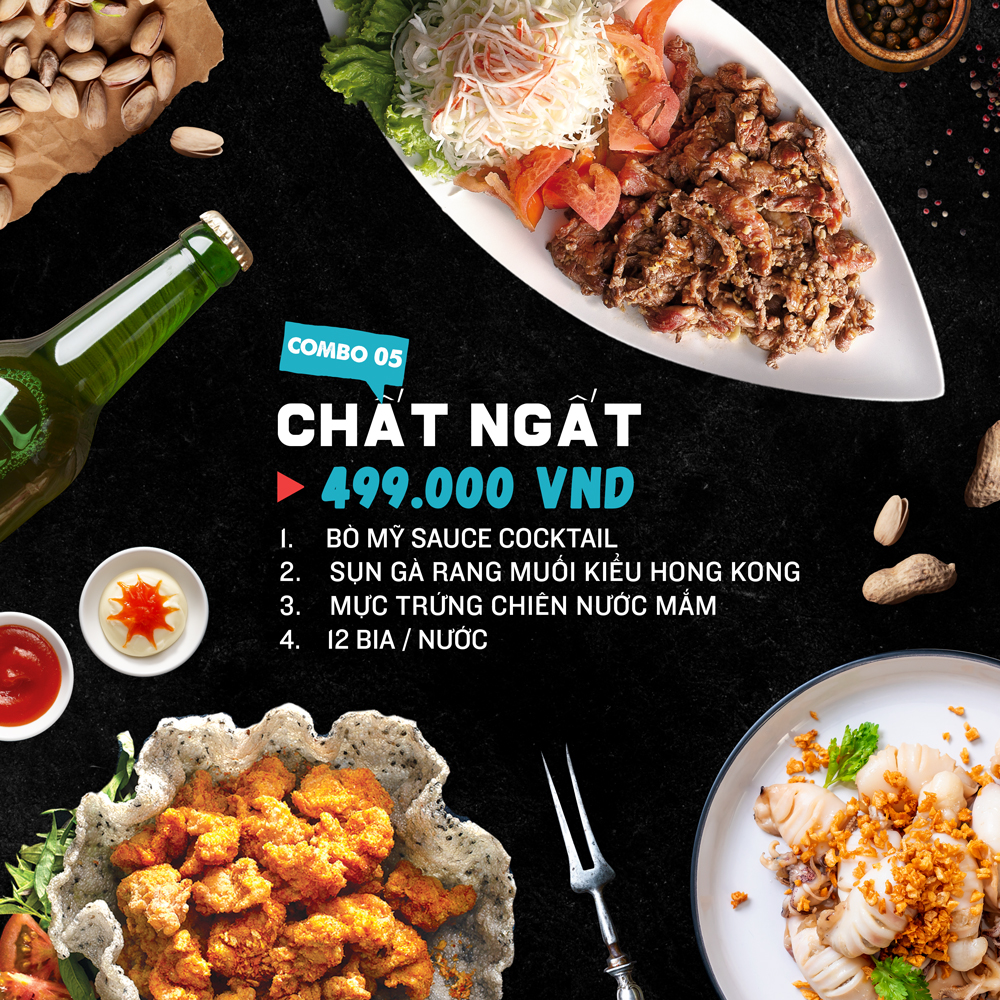 COMBO 05
CHẤT NGẤT
499.000 VND
1. BÒ MỸ SAUCE COCKTAIL
2. SỤN GÀ RANG MUỐI KIỂU HONG KONG
3. MỰC TRỨNG CHIÊN NƯỚC MẮM
4. 12 BIA / NƯỚC